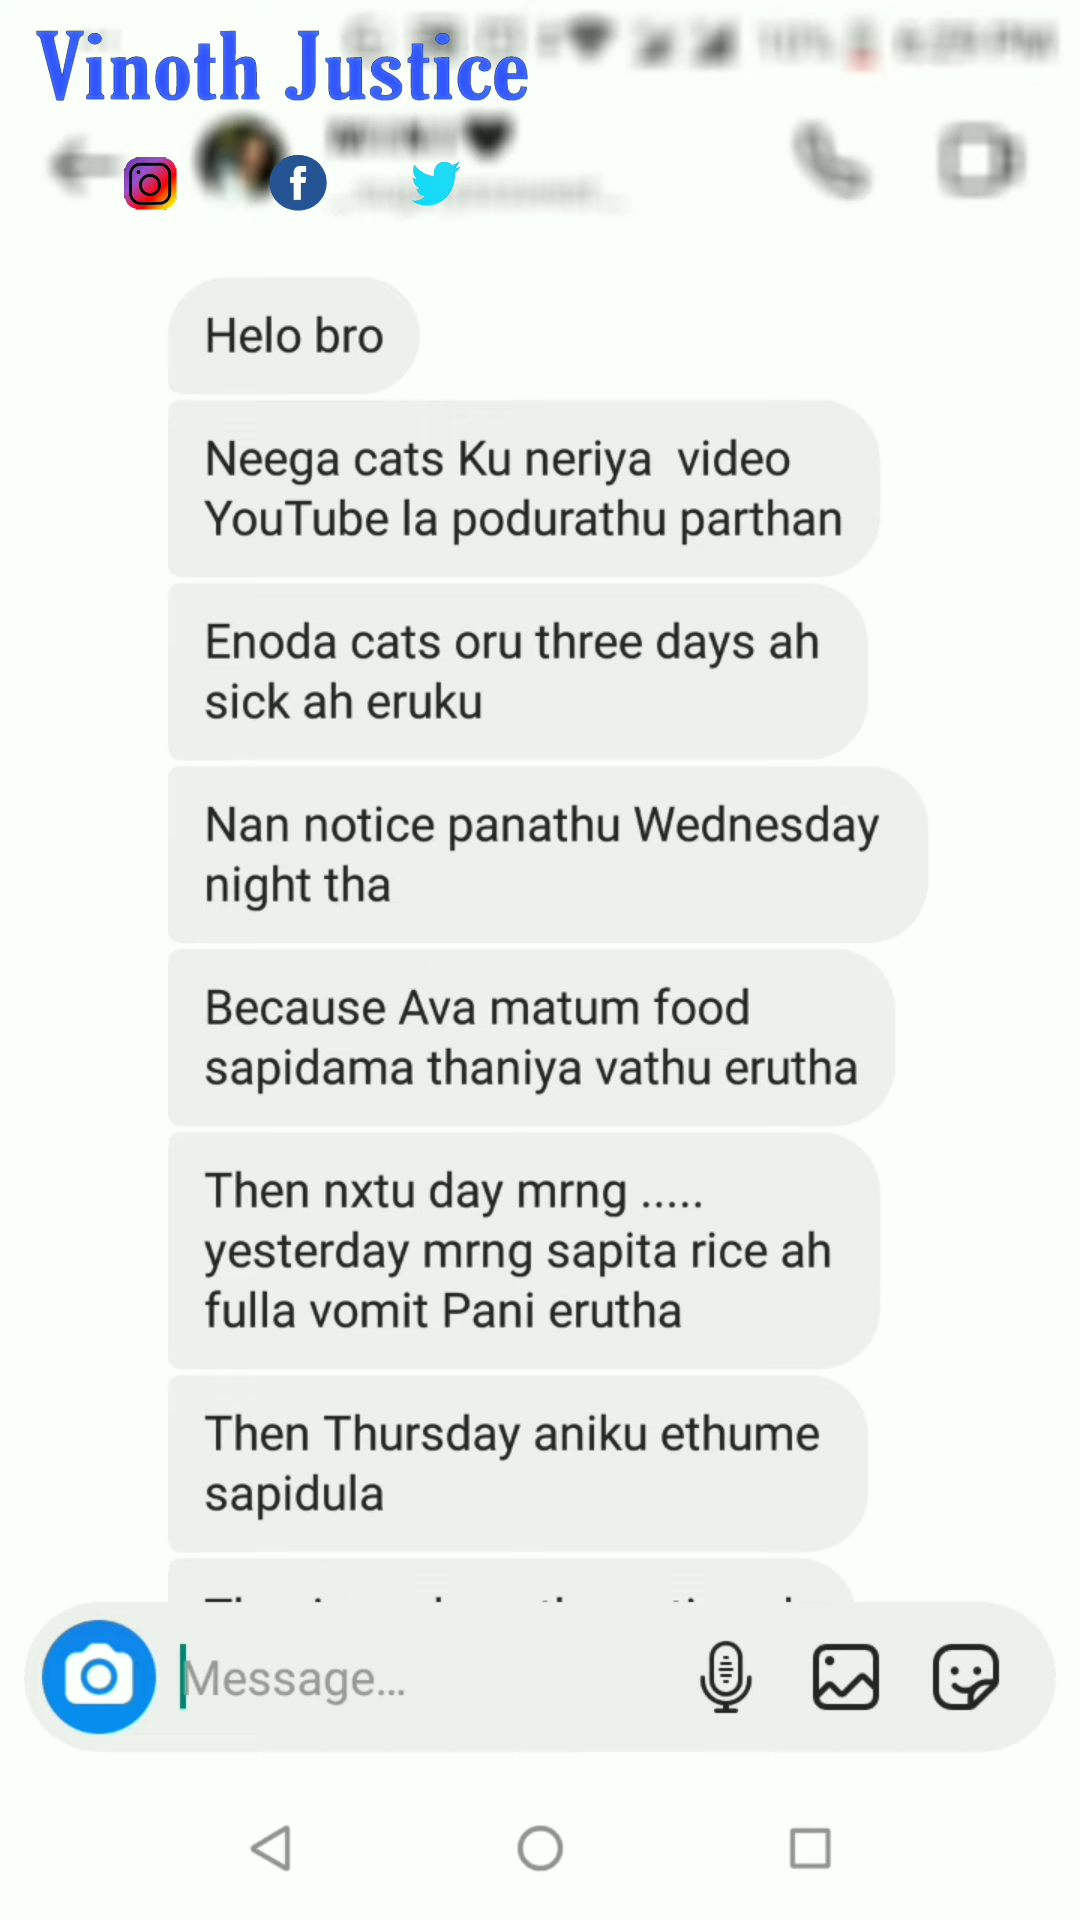 Vinoth Justice
Helo bro
Neega cats Ku neriya video
YouTube la podurathu parthan
Enoda cats oru three days ah
sick ah eruku
Nan notice panathu Wednesday
night tha
Because Ava matum food
sapidama thaniya vathu erutha
Then nxtu day mrng .....
yesterday mrng sapita rice ah
fulla vomit Pani erutha
Then Thursday aniku ethume
sapidula
Message...